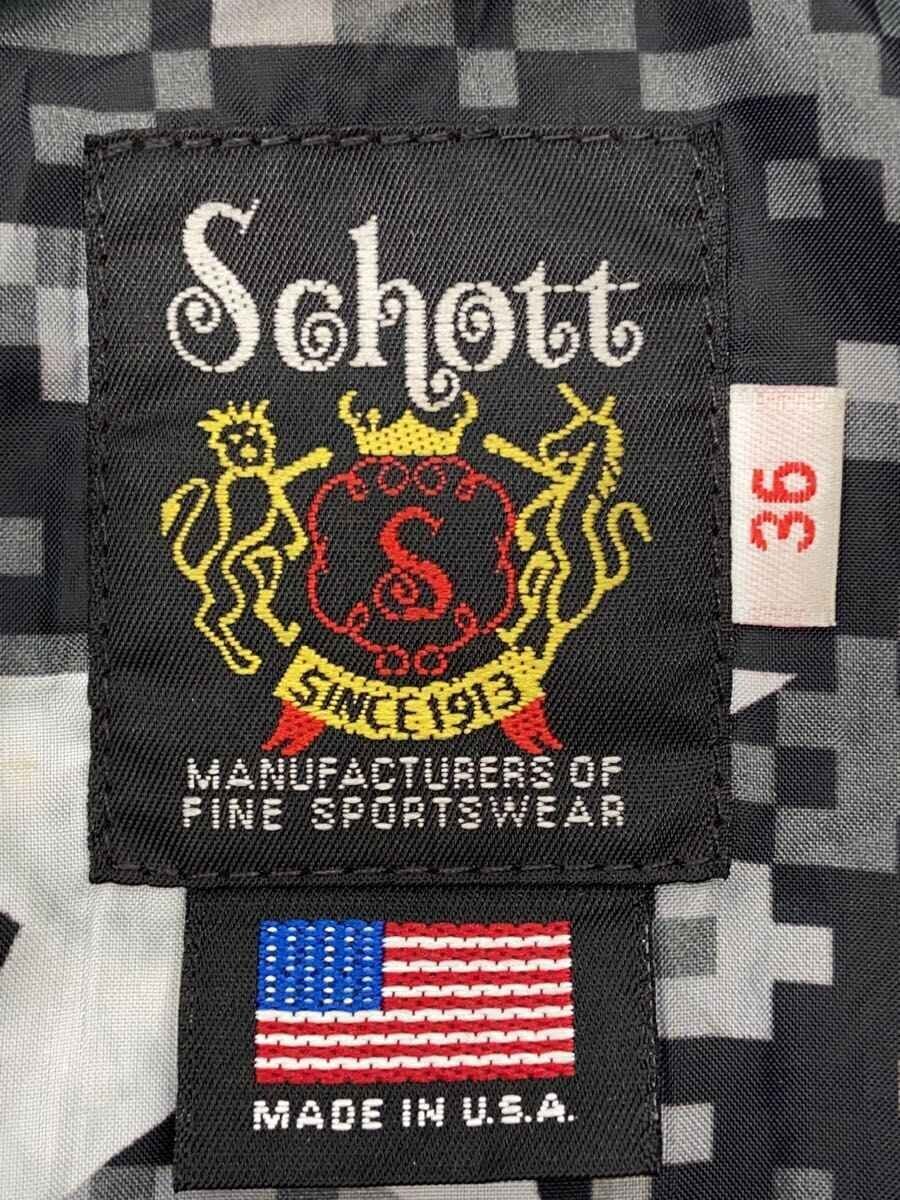 Schott
S
SINCE 1913
MANUFACTURERS OF
FINE SPORTSWEAR
36
MADE IN U.S.A.